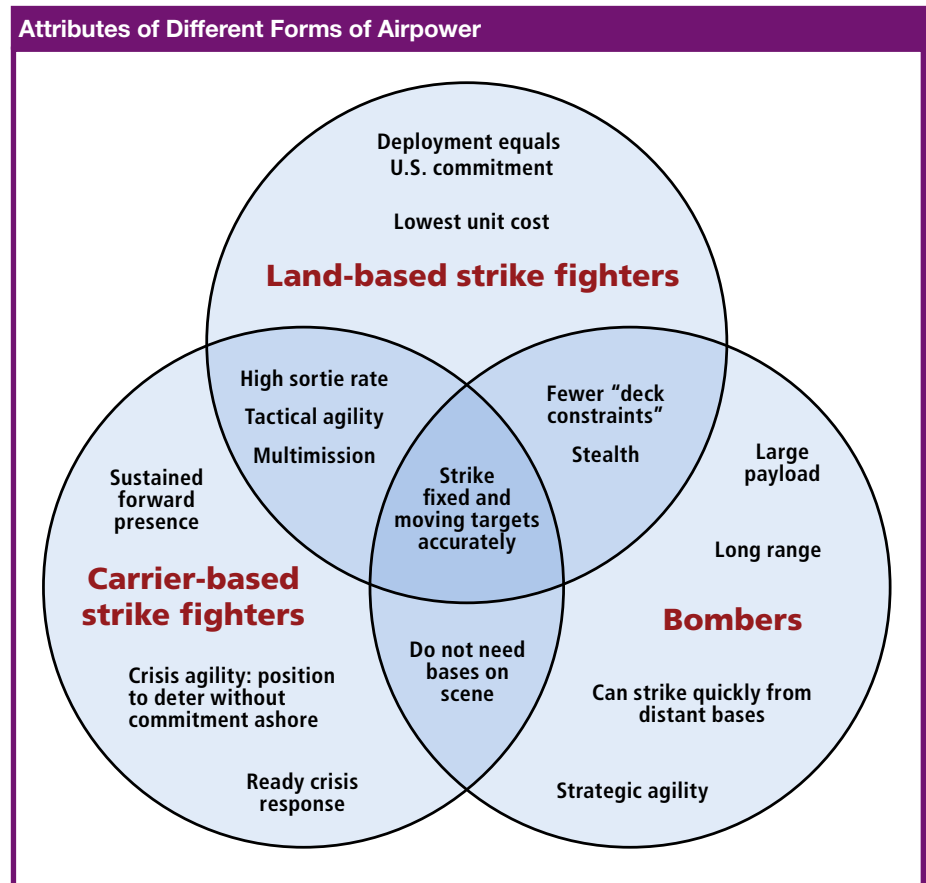 Attributes of Different Forms of Airpower
Deployment equals
U.S. commitment
Lowest unit cost
Land-based strike fighters
High sortie rate
Tactical agility
Multimission
Fewer “deck
constraints”
Stealth
Strike
fixed and
moving targets
accurately
Sustained
forward
presence
Large
payload
Long range
Carrier-based
strike fighters
Bombers
Do not need
bases on
scene
Crisis agility: position
to deter without
commitment ashore
Can strike quickly from
distant bases
Ready crisis
response
Strategic agility